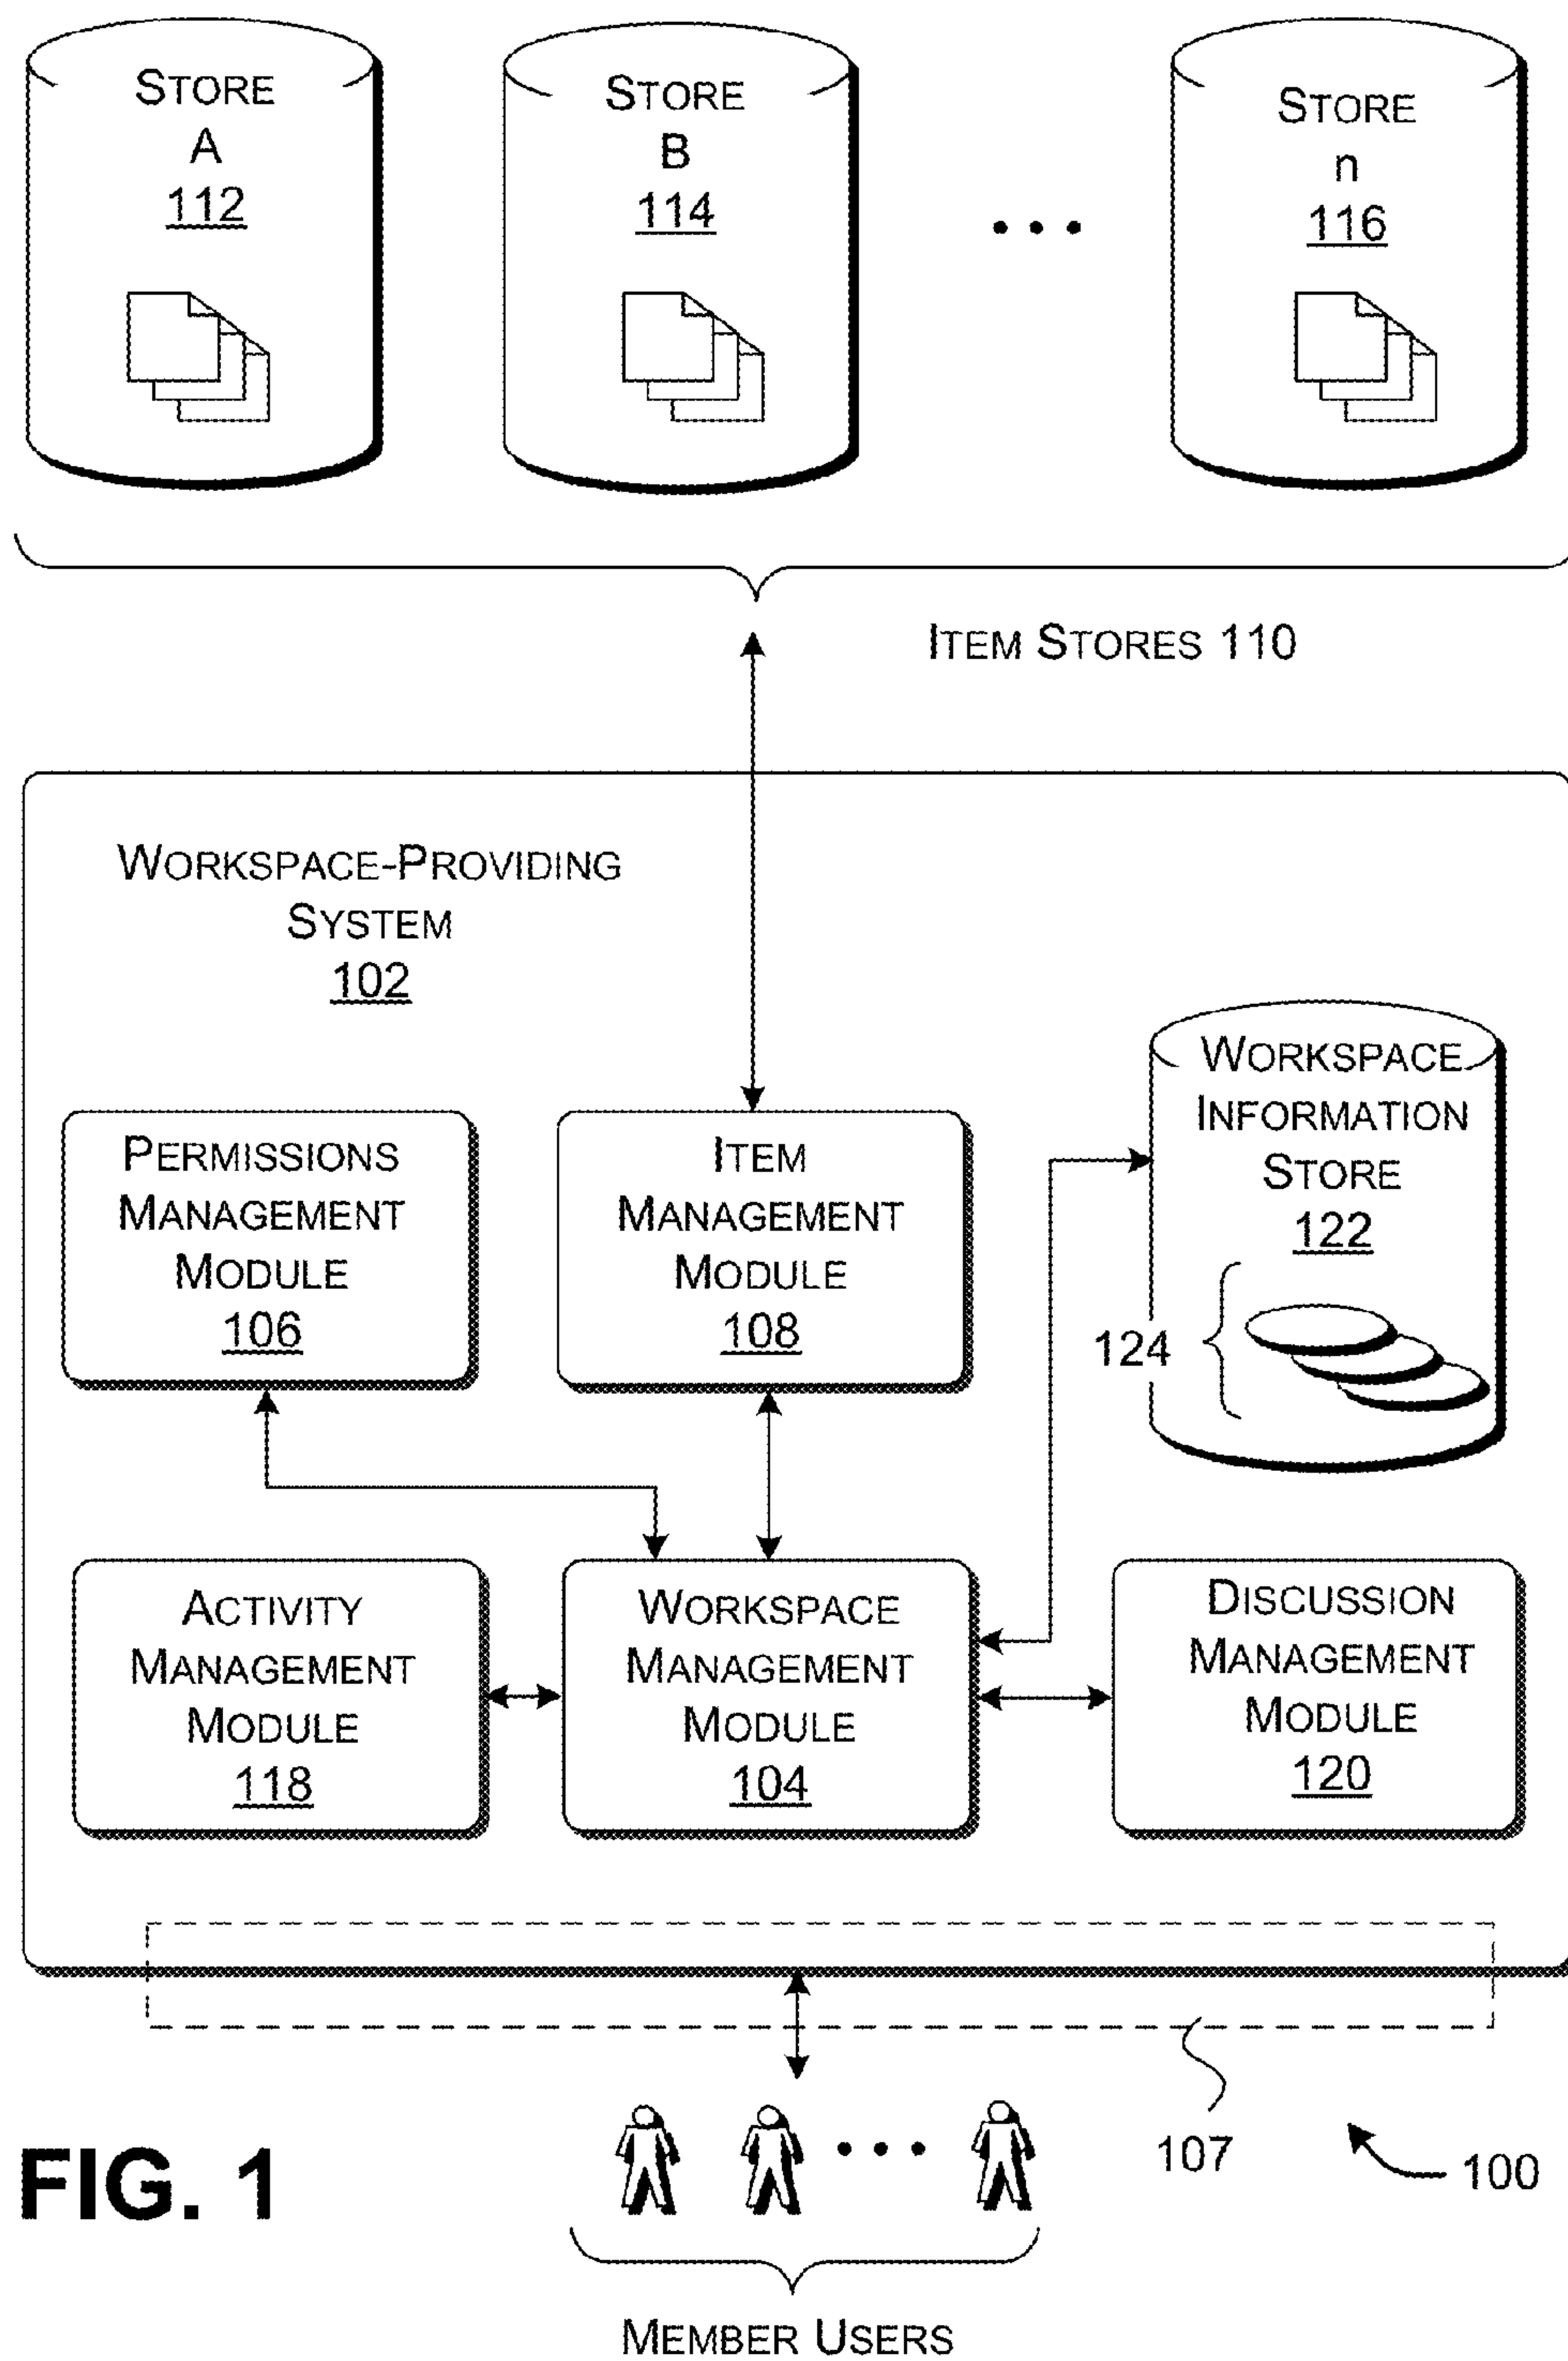 STORE
A
112
STORE
B
114
• • •
STORE
n
116
ITEM STORES 110
WORKSPACE-PROVIDING
SYSTEM
102
PERMISSIONS
MANAGEMENT
MODULE
106
ITEM
MANAGEMENT
MODULE
108
WORKSPACE
INFORMATION
STORE
122
124
ACTIVITY
MANAGEMENT
MODULE
118
WORKSPACE
MANAGEMENT
MODULE
104
DISCUSSION
MANAGEMENT
MODULE
120
• • •
107
100
FIG. 1
MEMBER USERS